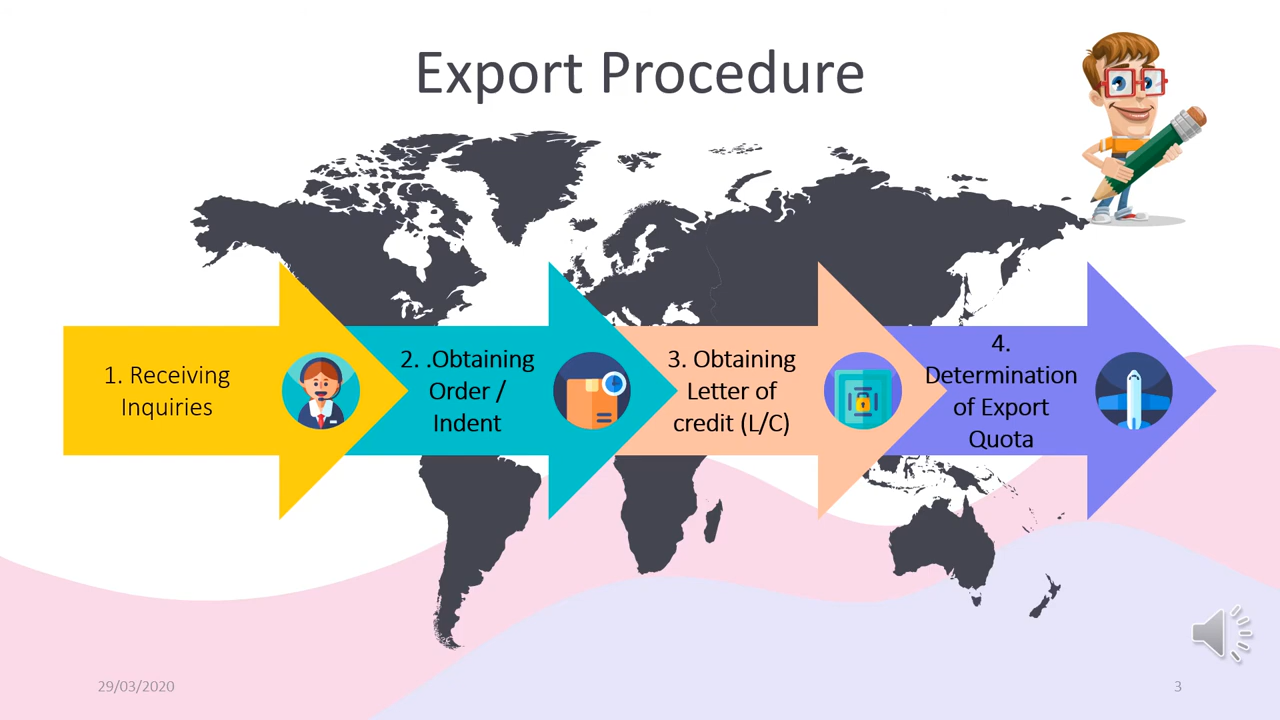 Export Procedure
1. Receiving
Inquiries
2. .Obtaining
Order /
Indent
3. Obtaining
Letter of
credit (L/C)
4.
Determination
of Export
Quota
29/03/2020
3